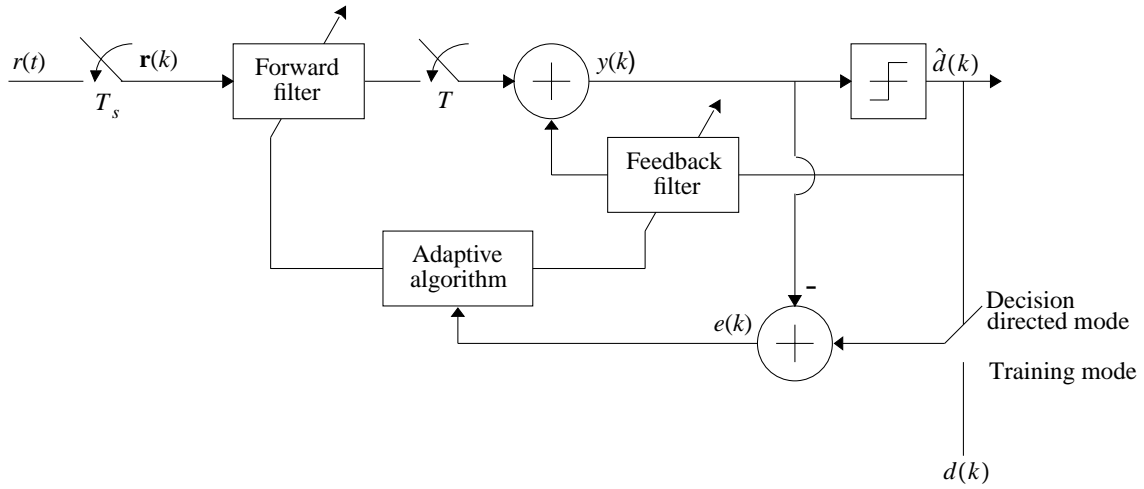 r(t)
T_s
r(k)
Forward
filter
T
y(k)
d̂(k)
Feedback
filter
Adaptive
algorithm
-
e(k)
Decision
directed mode
Training mode
d(k)